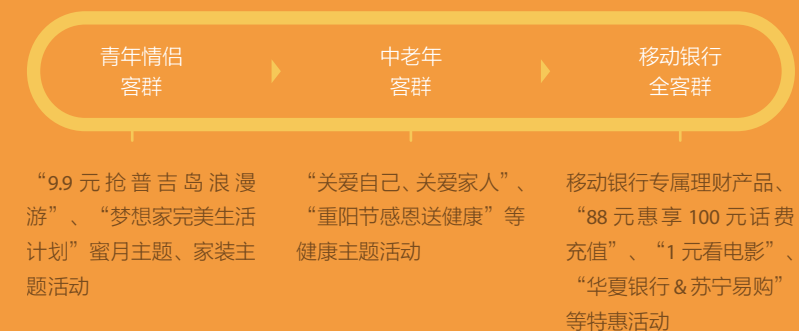 青年情侣
客群
中老年
客群
移动银行
全客群
“9.9 元抢普吉岛浪漫
游”、“梦想家完美生活
计划”蜜月主题、家装主
题活动
“关爱自己、关爱家人”、
“重阳节感恩送健康”等
健康主题活动
移动银行专属理财产品、
“88 元惠享 100 元话费
充值”、“1 元看电影”、
“华夏银行 & 苏宁易购”
等特惠活动